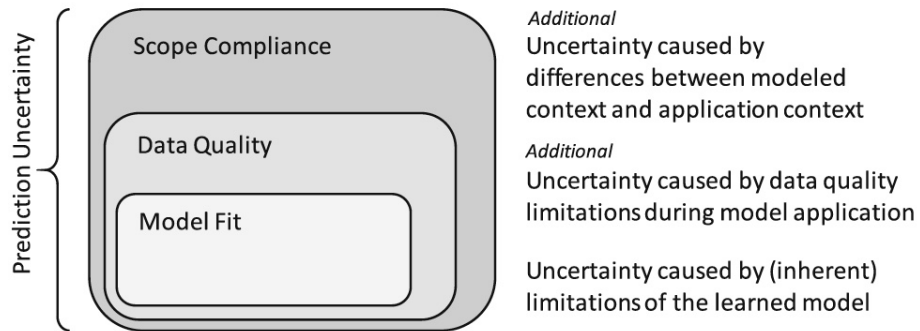 Prediction Uncertainty
Scope Compliance
Additional
Uncertainty caused by
differences between modeled
context and application context
Data Quality
Additional
Uncertainty caused by data quality
limitations during model application
Model Fit
Uncertainty caused by (inherent)
limitations of the learned model